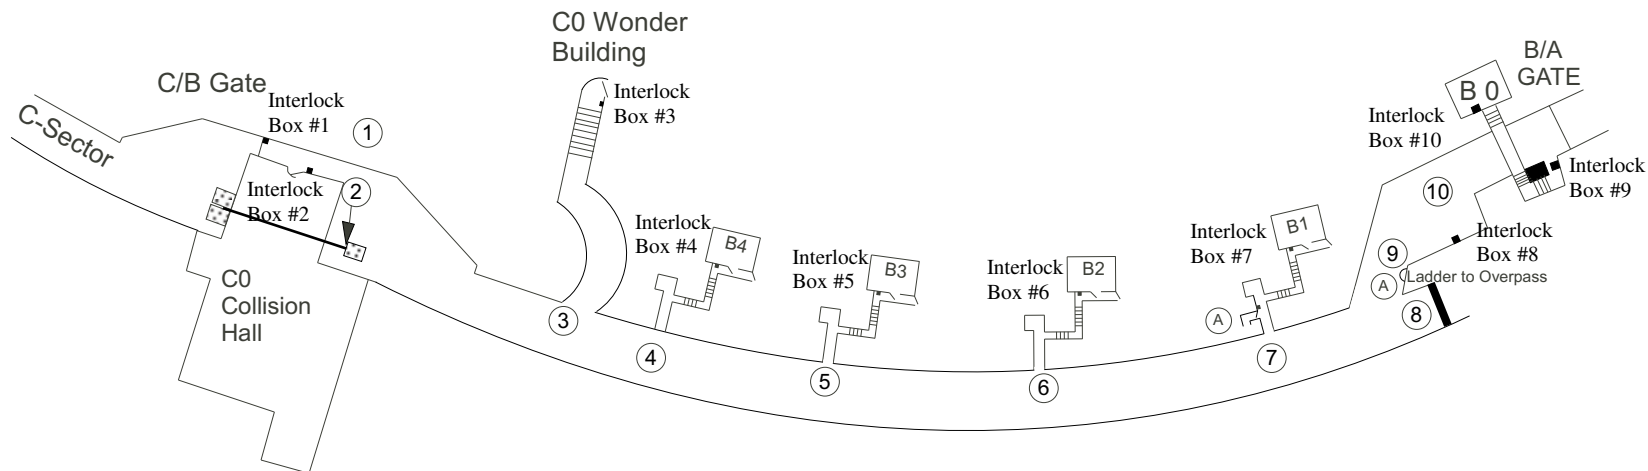 C0 Wonder
Building
C/B Gate
C-Sector
Interlock
Box #1
1
Interlock
Box #2
2
C0
Collision
Hall
Interlock
Box #3
3
Interlock
Box #4
B4
4
Interlock
Box #5
B3
5
Interlock
Box #6
B2
6
Interlock
Box #7
B1
A
7
B/A
GATE
B 0
Interlock
Box #10
10
Interlock
Box #9
Interlock
Box #8
9
A
Ladder to Overpass
8